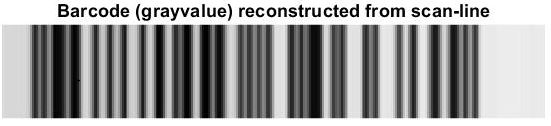 Barcode (grayvalue) reconstructed from scan-line